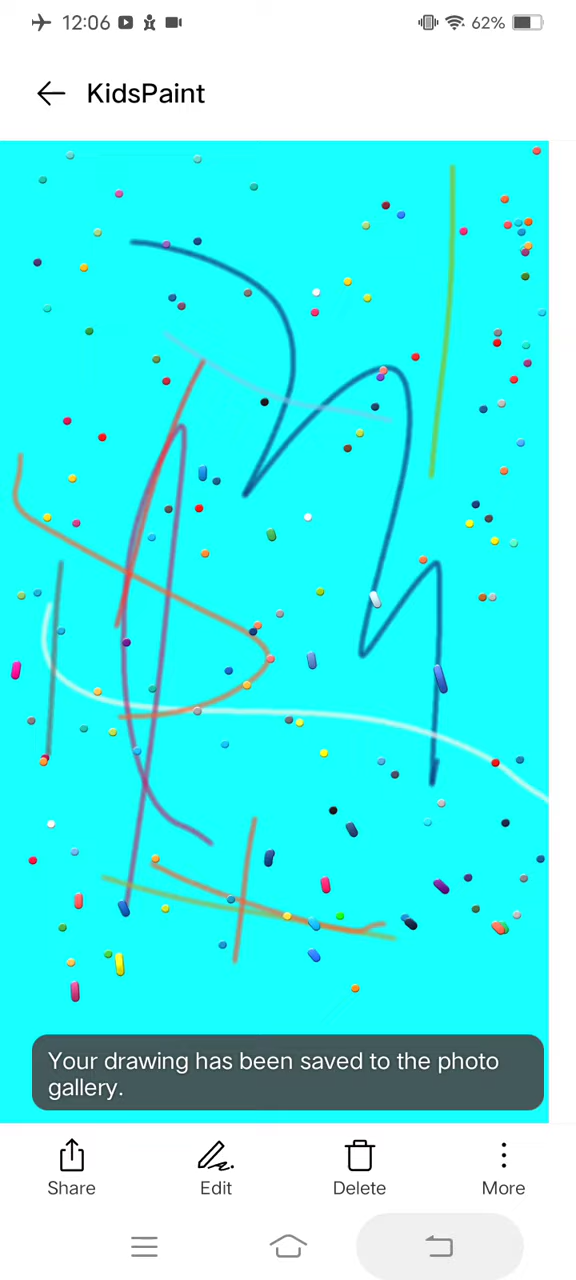 12:06
62%
KidsPaint
Your drawing has been saved to the photo
gallery.
Share
Edit
Delete
More